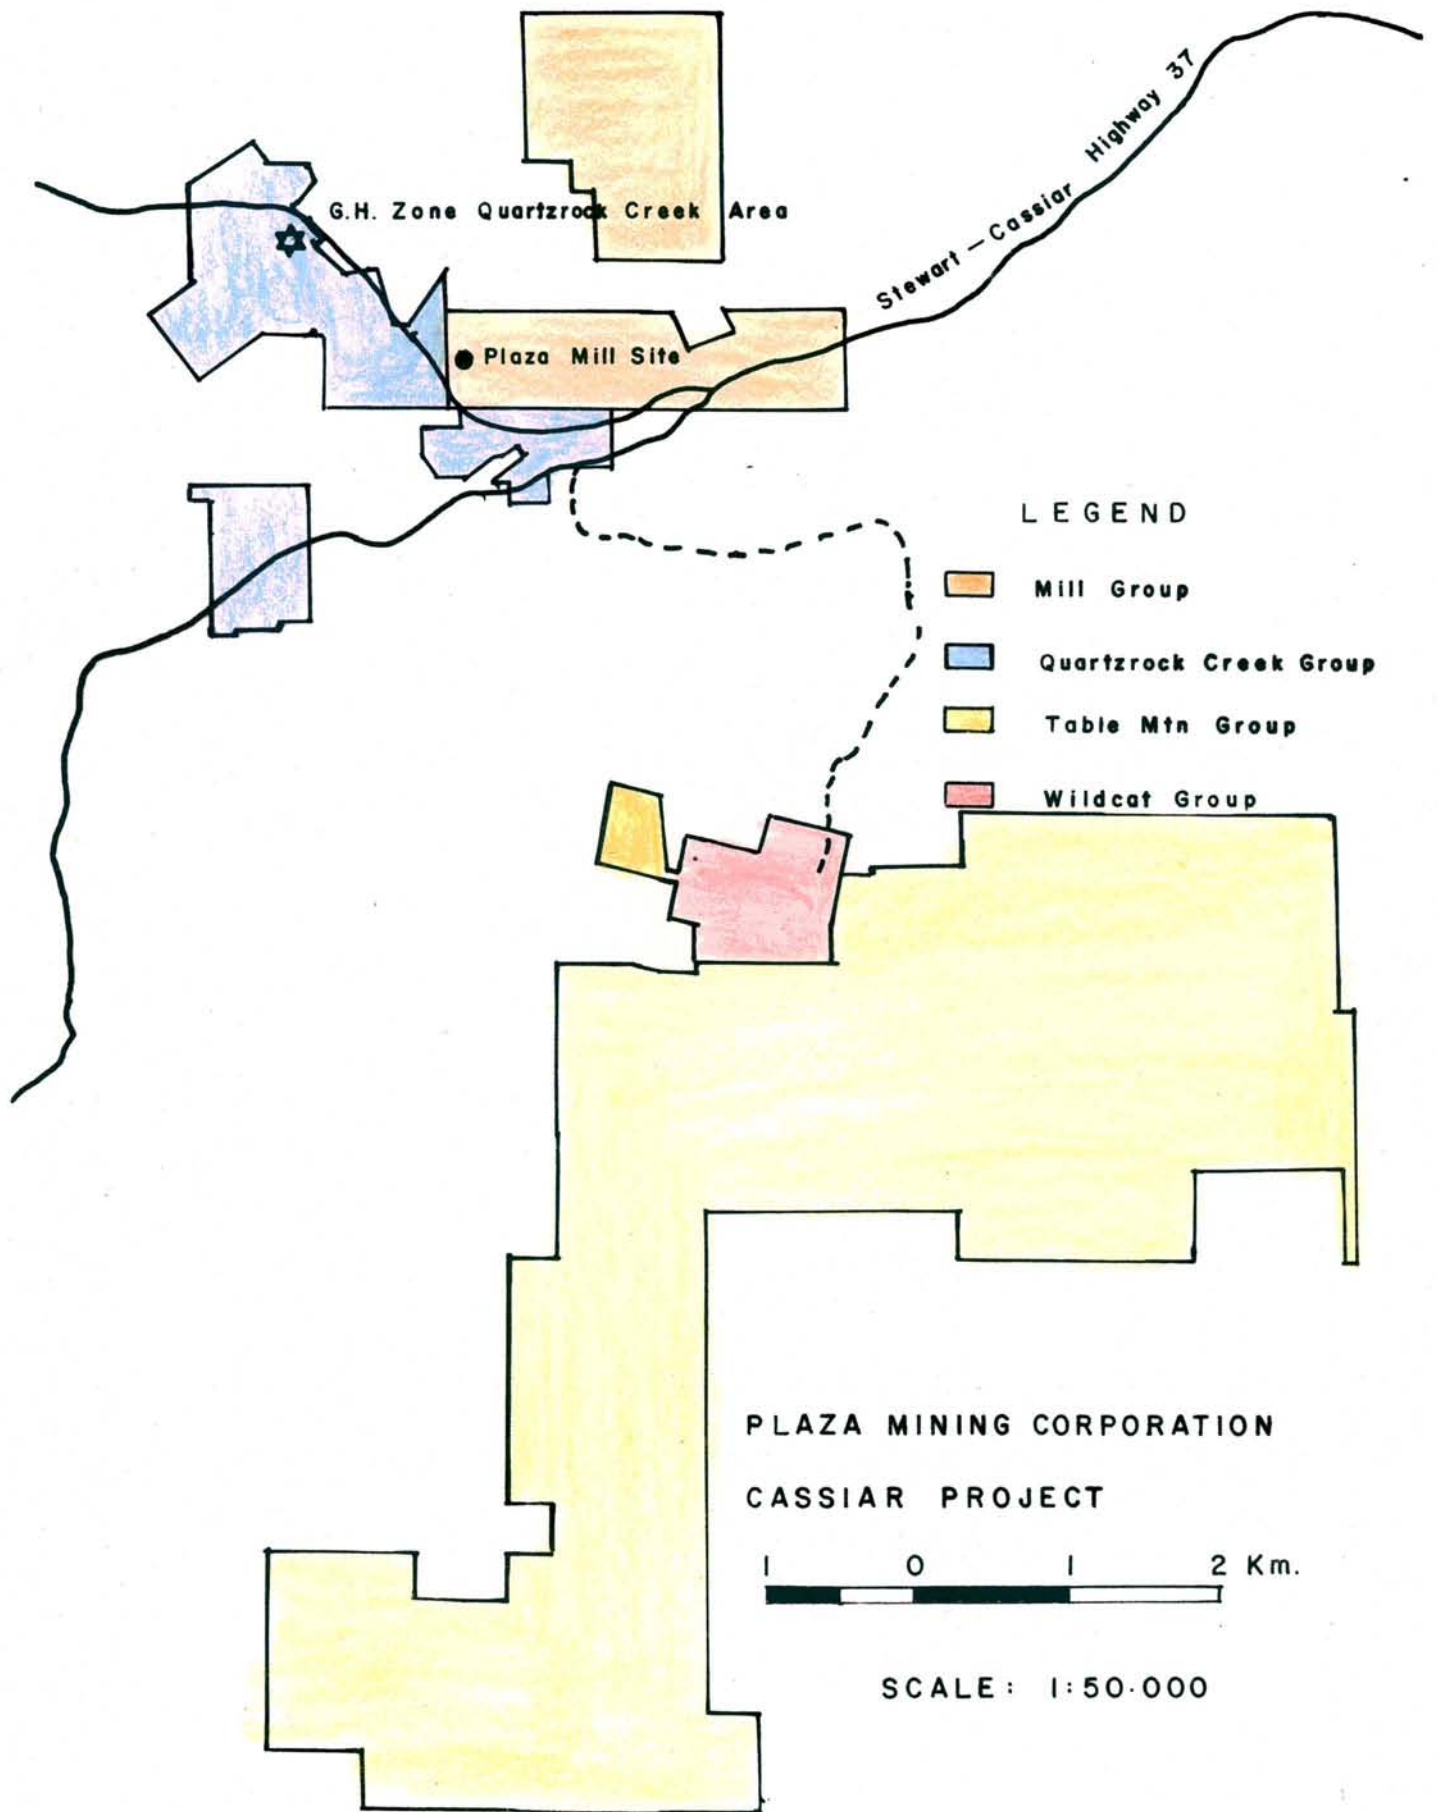 Stewart — Cassiar Highway 37
G.H. Zone Quartzrock Creek Area
Plaza Mill Site
LEGEND
Mill Group
Quartzrock Creek Group
Table Mtn Group
Wildcat Group
PLAZA MINING CORPORATION
CASSIAR PROJECT
1 0 1 2 Km.
SCALE: 1:50.000